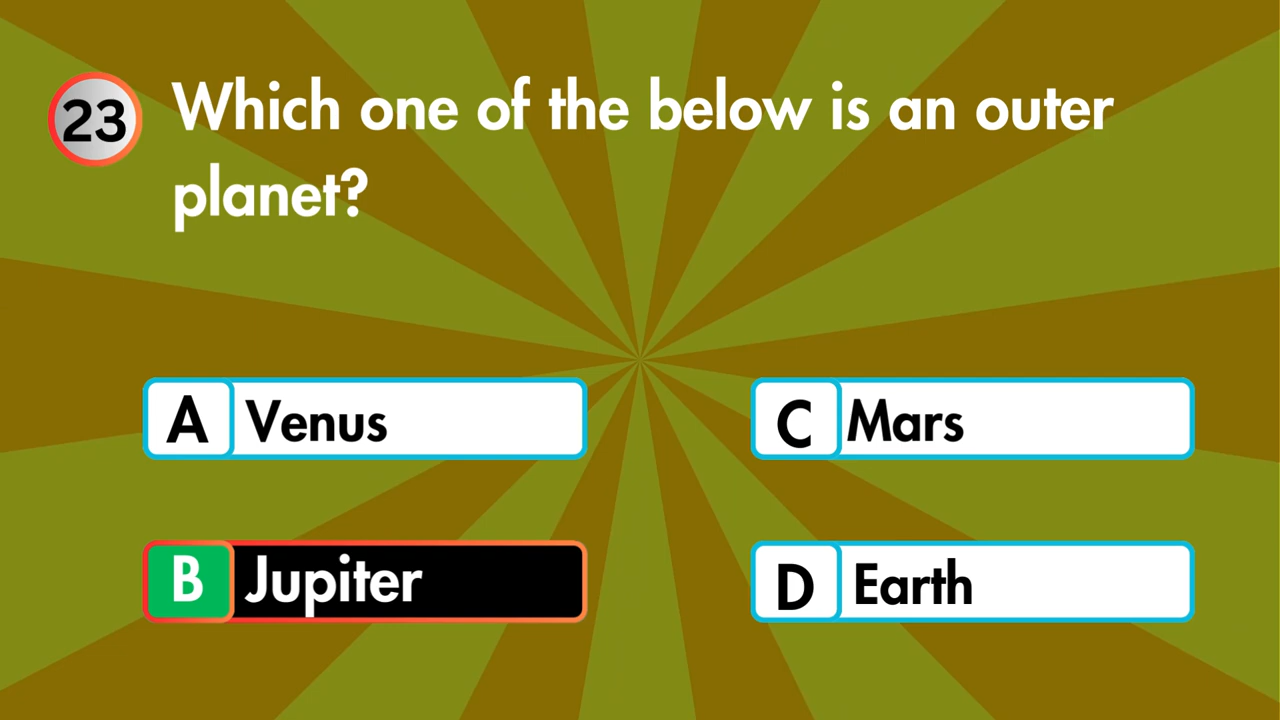 23 Which one of the below is an outer
planet?
A Venus
C Mars
B Jupiter
D Earth